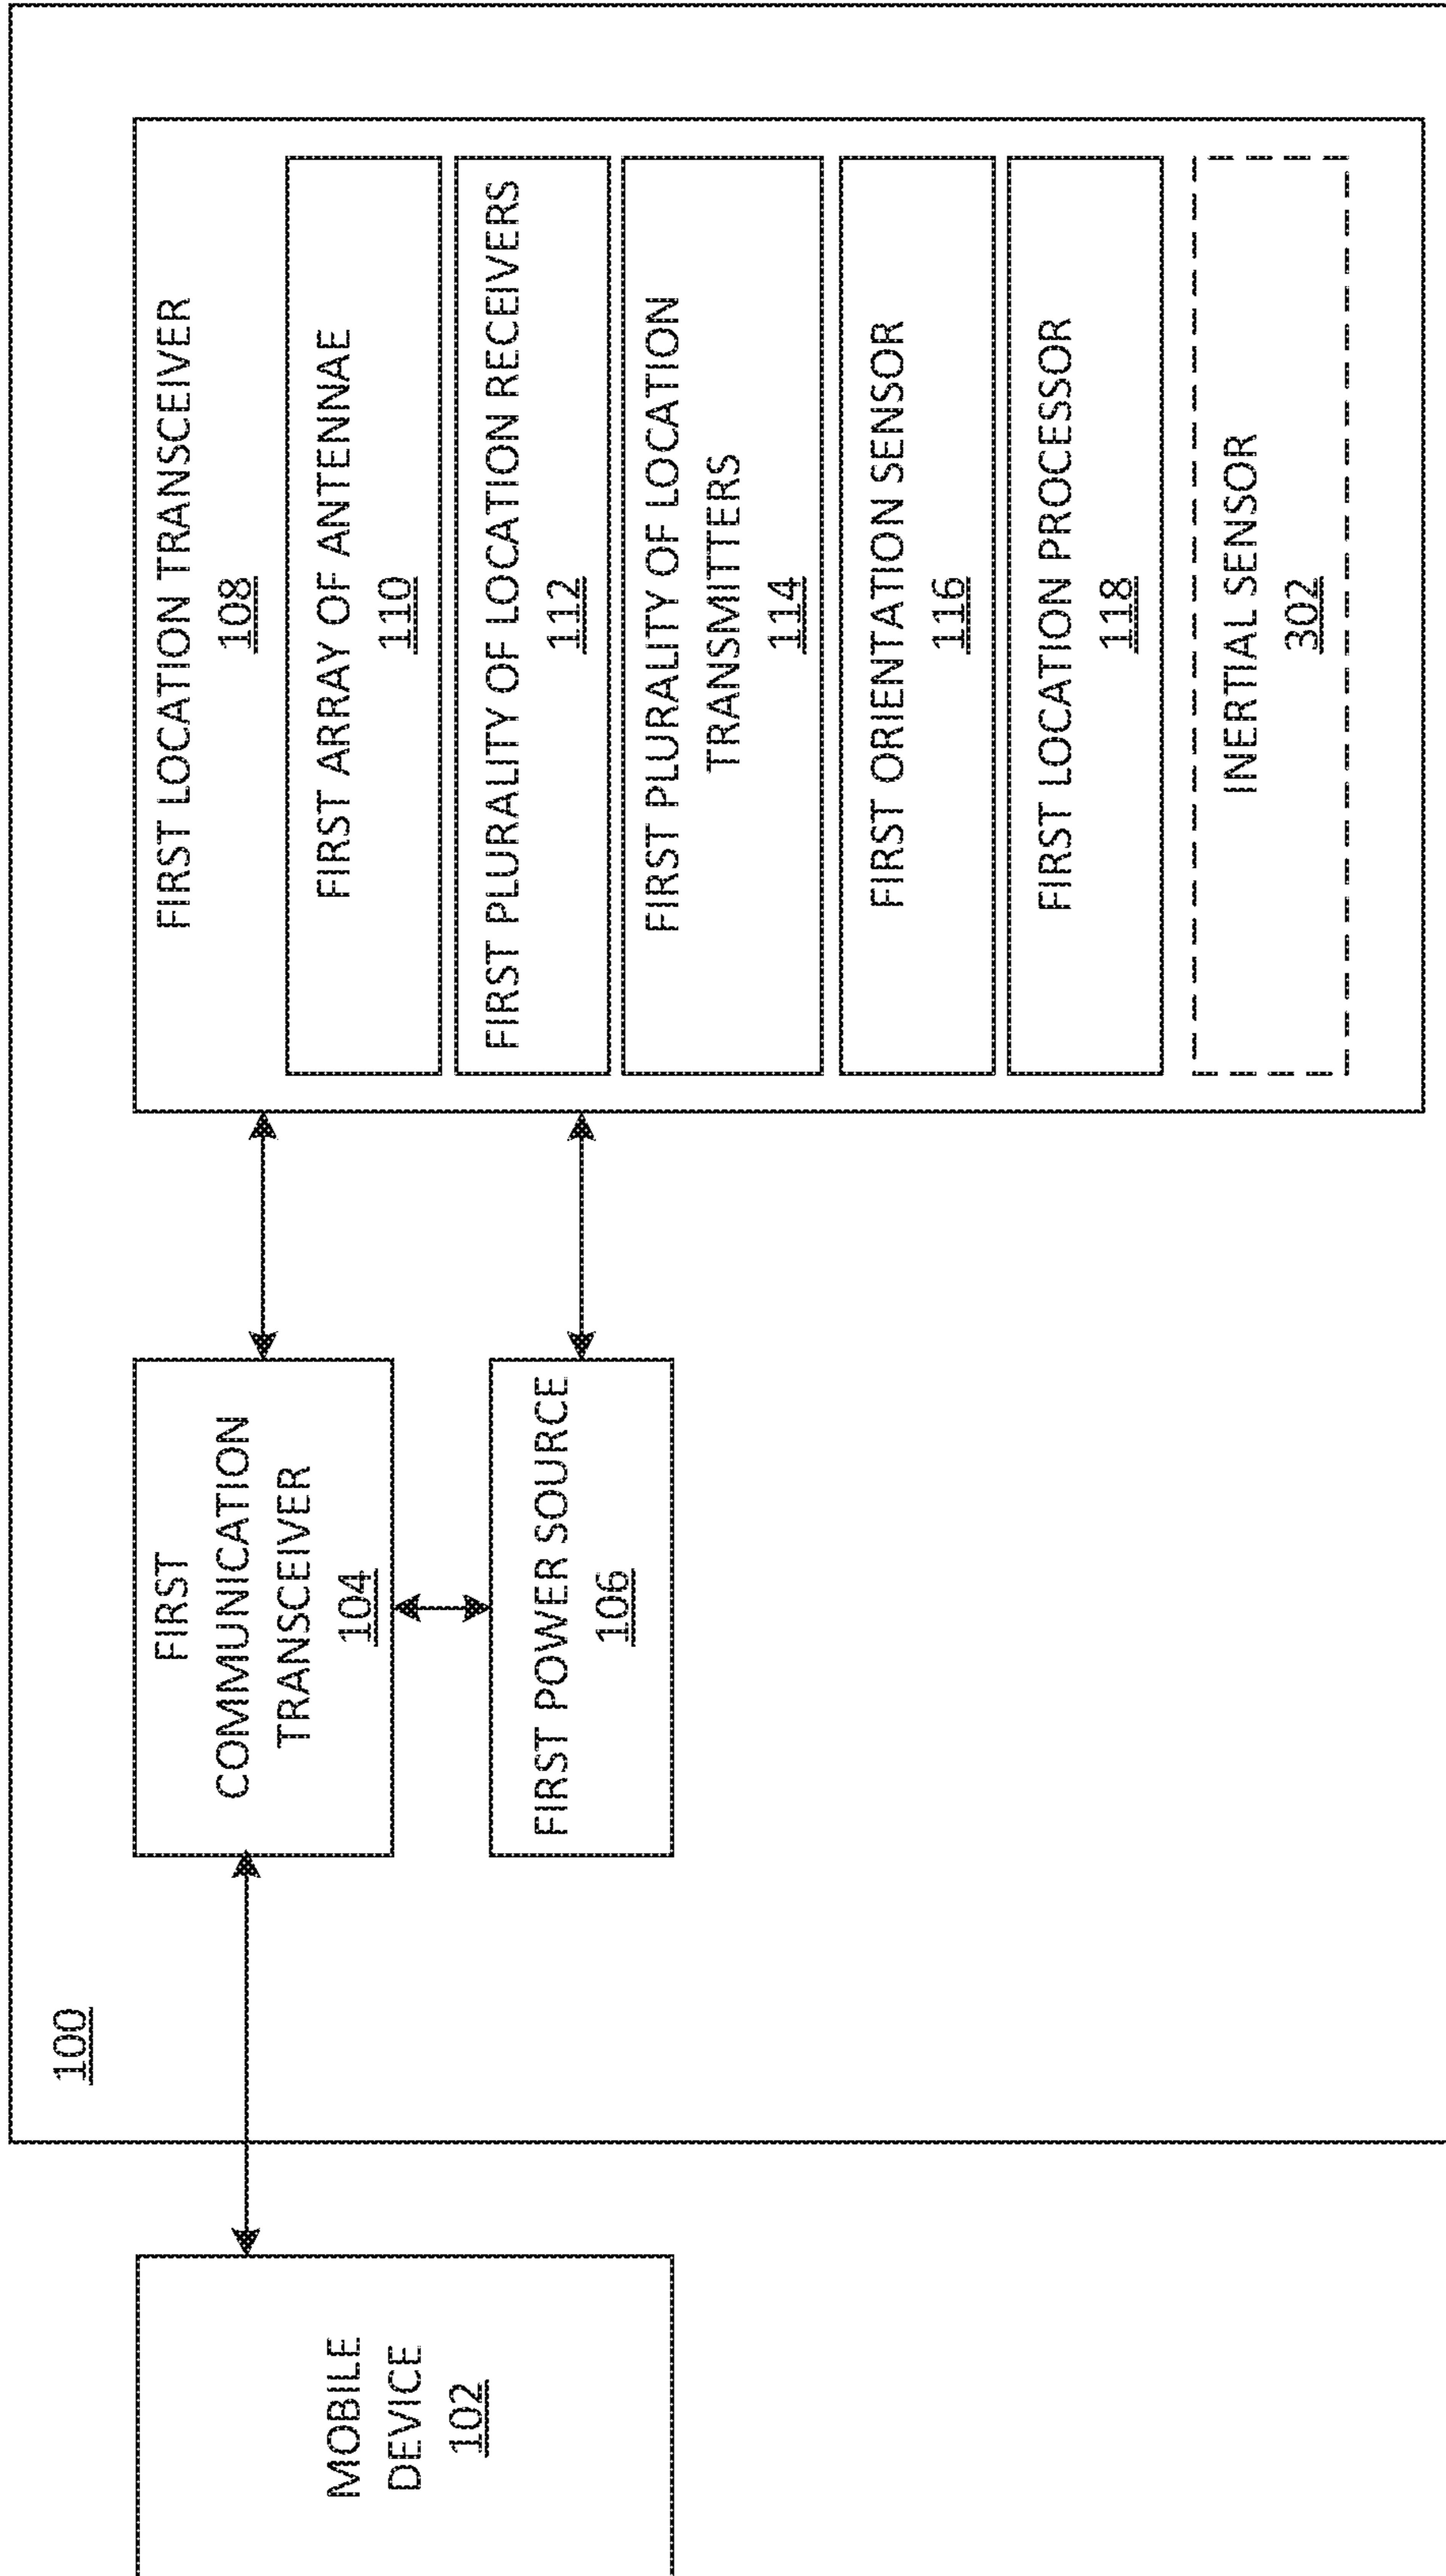 100
MOBILE
DEVICE
102
FIRST
COMMUNICATION
TRANSCEIVER
104
FIRST POWER SOURCE
106
FIRST LOCATION TRANSCEIVER
108
FIRST ARRAY OF ANTENNAE
110
FIRST PLURALITY OF LOCATION RECEIVERS
112
FIRST PLURALITY OF LOCATION
TRANSMITTERS
114
FIRST ORIENTATION SENSOR
116
FIRST LOCATION PROCESSOR
118
INERTIAL SENSOR
302